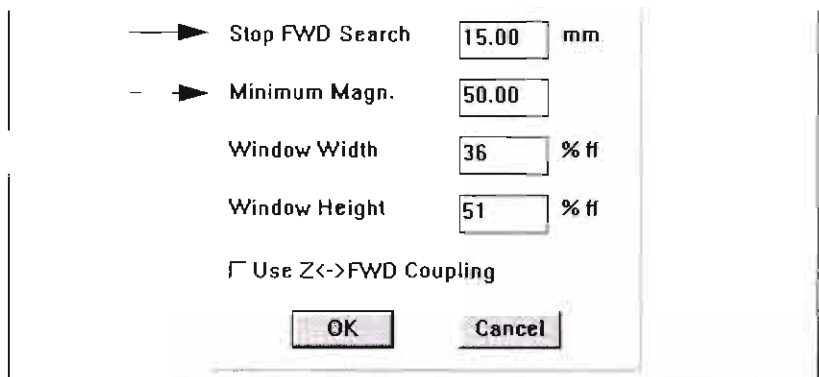 Stop FWD Search 15.00 mm
Minimum Magn. 50.00
Window Width 36 % ff
Window Height 51 % ff
Use Z<->FWD Coupling
OK Cancel